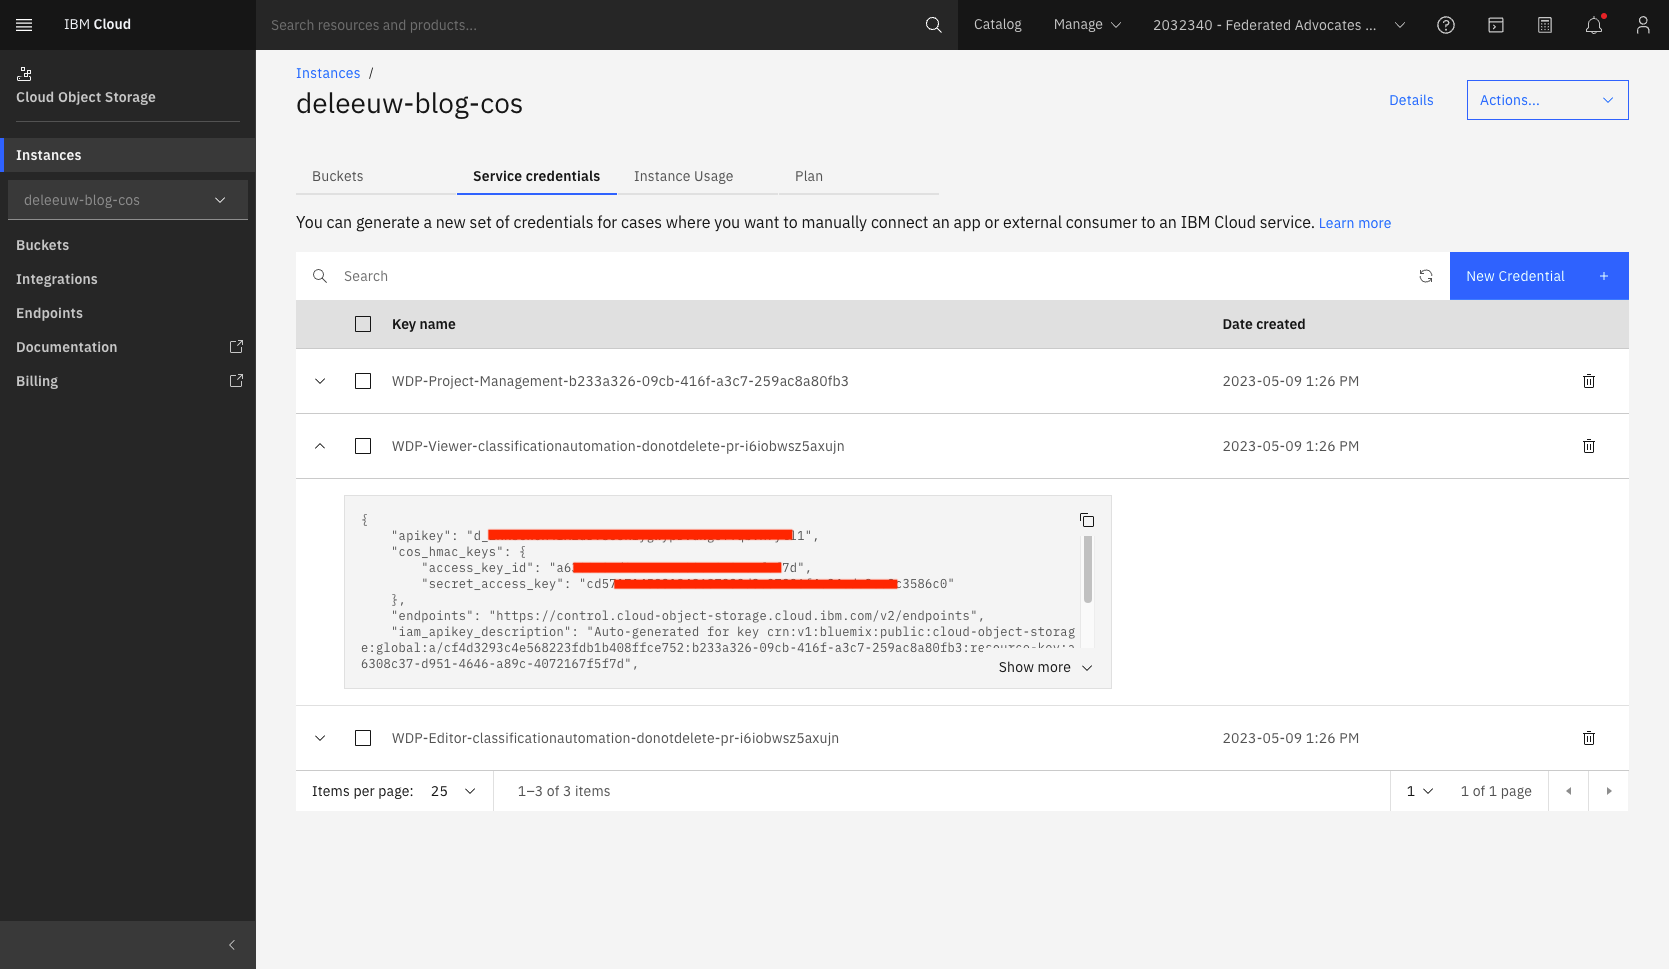 IBM Cloud
Search resources and products...
Catalog
Manage
2032340 - Federated Advocates ...
Cloud Object Storage
Instances
deleeuw-blog-cos
Buckets
Integrations
Endpoints
Documentation
Billing
Instances /
deleeuw-blog-cos
Details
Actions...
Buckets
Service credentials
Instance Usage
Plan
You can generate a new set of credentials for cases where you want to manually connect an app or external consumer to an IBM Cloud service. Learn more
Search
New Credential +
Key name
Date created
WDP-Project-Management-b233a326-09cb-416f-a3c7-259ac8a80fb3
2023-05-09 1:26 PM
WDP-Viewer-classificationautomation-donotdelete-pr-i6iobwsz5axujn
2023-05-09 1:26 PM
{
"apikey": "d_ l1",
"cos_hmac_keys": {
"access_key_id": "a6 7d",
"secret_access_key": "cd57 c3586c0"
},
"endpoints": "https://control.cloud-object-storage.cloud.ibm.com/v2/endpoints",
"iam_apikey_description": "Auto-generated for key crn:v1:bluemix:public:cloud-object-storag
e:global:a/cf4d3293c4e568223fdb1b408ffce752:b233a326-09cb-416f-a3c7-259ac8a80fb3:resource-key:a
6308c37-d951-4646-a89c-4072167f5f7d",
Show more
WDP-Editor-classificationautomation-donotdelete-pr-i6iobwsz5axujn
2023-05-09 1:26 PM
Items per page: 25
1–3 of 3 items
1
1 of 1 page